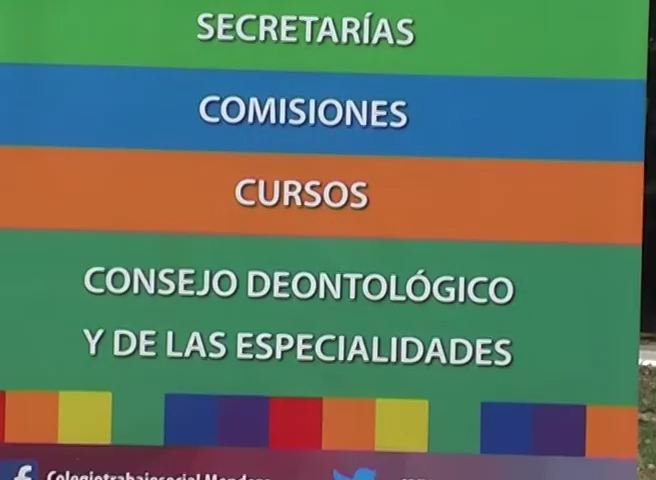 SECRETARÍAS
COMISIONES
CURSOS
CONSEJO DEONTOLÓGICO
Y DE LAS ESPECIALIDADES